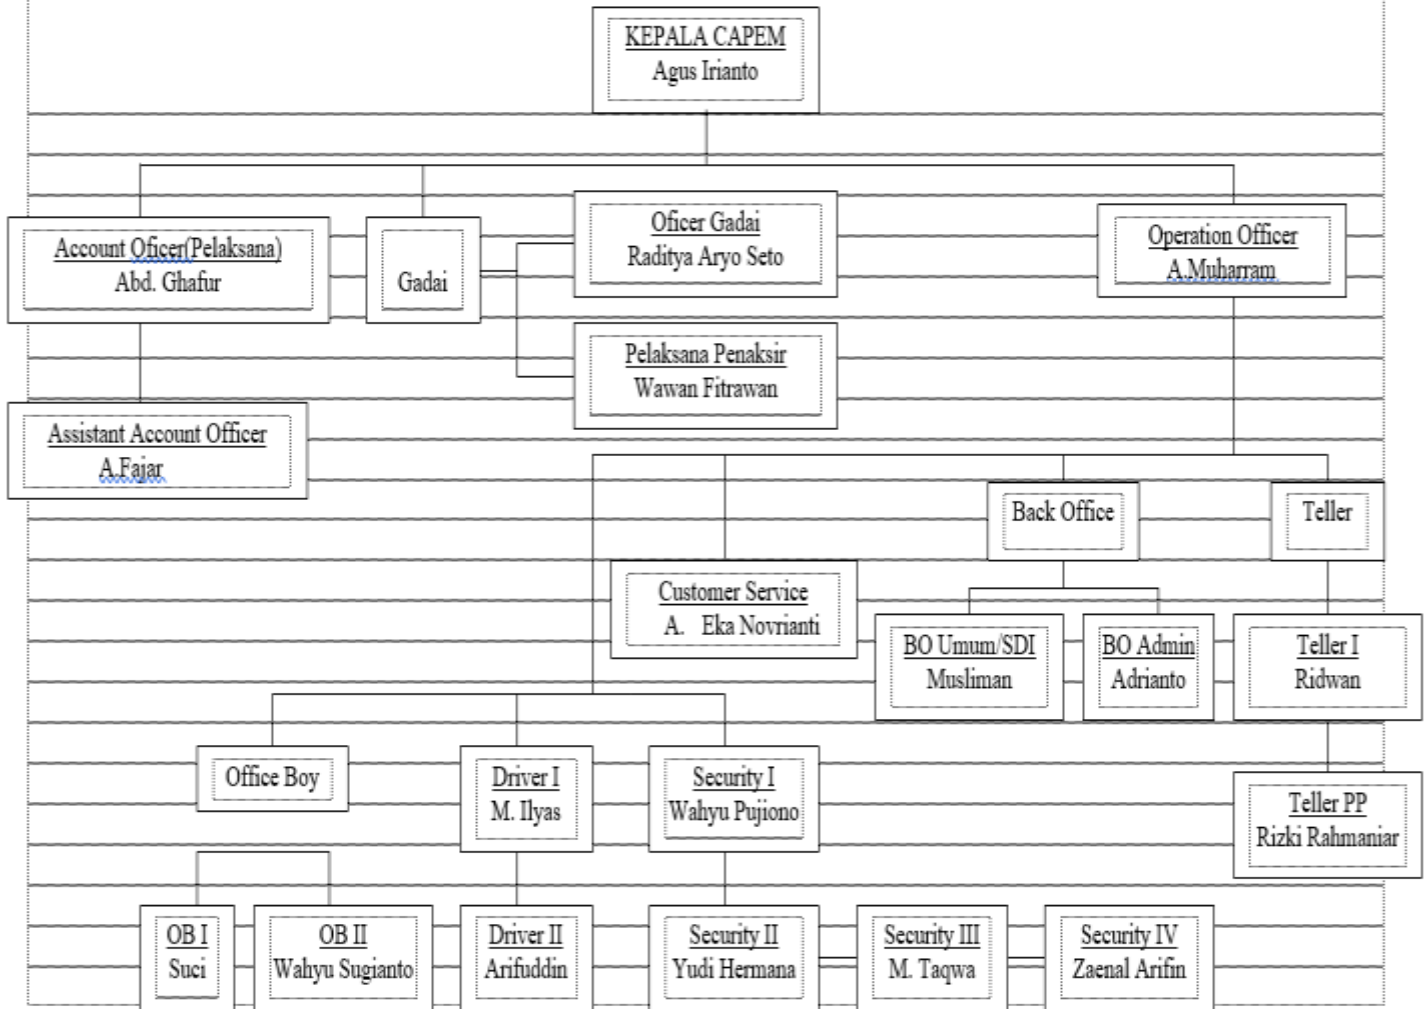 KEPALA CAPEM
Agus Irianto
Account Oficer(Pelaksana)
Abd. Ghafur
Gadai
Oficer Gadai
Raditya Aryo Seto
Operation Officer
A.Muharram
Pelaksana Penaksir
Wawan Fitrawan
Assistant Account Officer
A.Fajar
Back Office
Teller
Customer Service
A. Eka Novrianti
BO Umum/SDI
Musliman
BO Admin
Adrianto
Teller I
Ridwan
Office Boy
Driver I
M. Ilyas
Security I
Wahyu Pujiono
Teller PP
Rizki Rahmaniar
OB I
Suci
OB II
Wahyu Sugianto
Driver II
Arifuddin
Security II
Yudi Hermana
Security III
M. Taqwa
Security IV
Zaenal Arifin